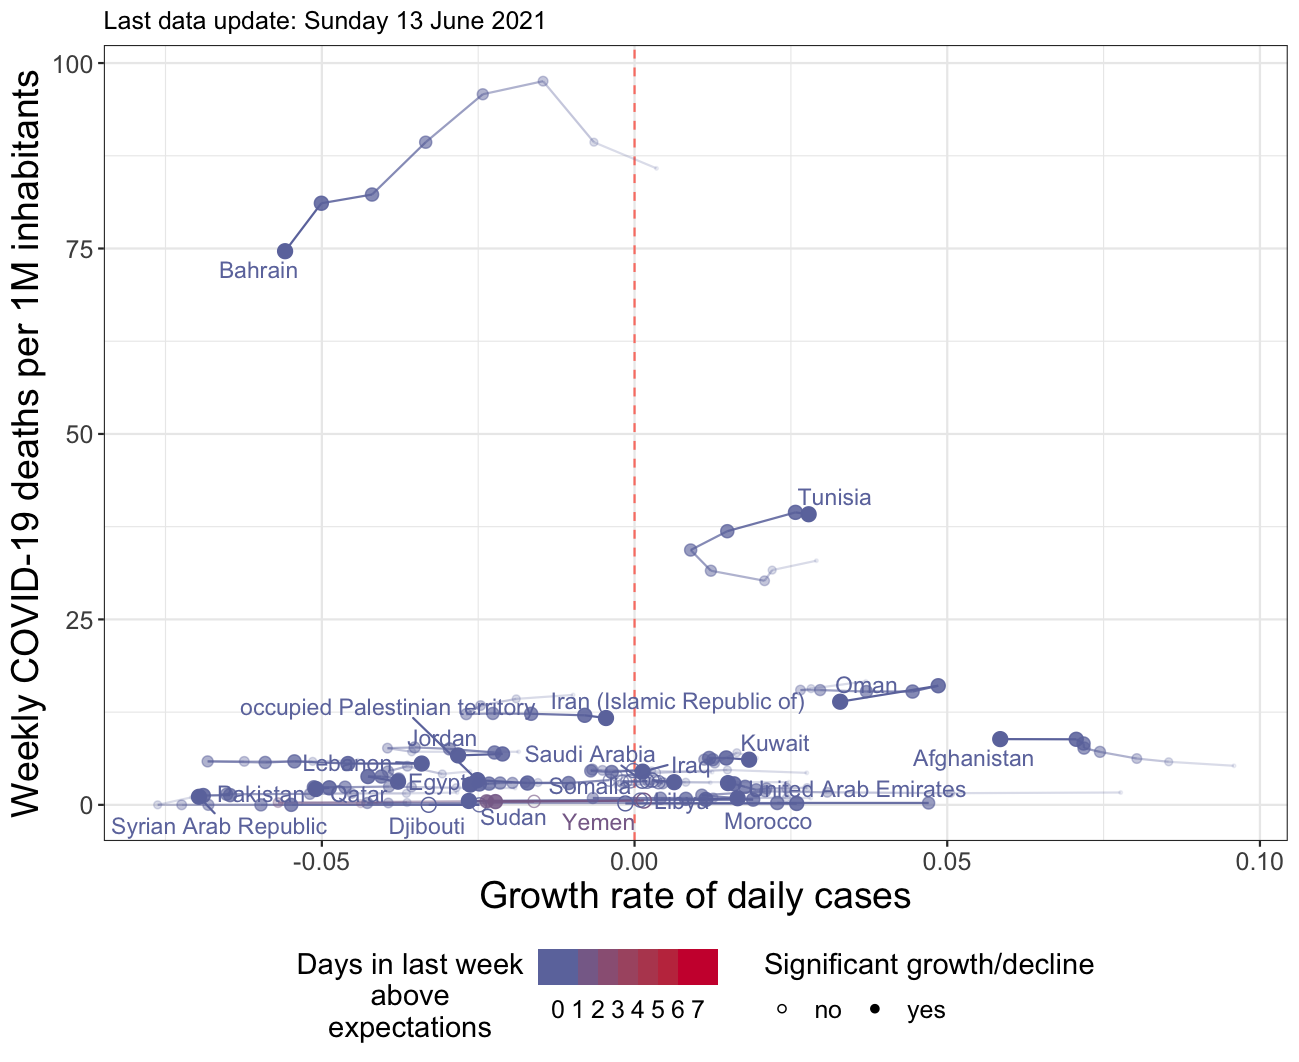 Last data update: Sunday 13 June 2021
Weekly COVID-19 deaths per 1M inhabitants
100
75
50
25
0
Bahrain
Tunisia
Oman
Iran (Islamic Republic of)
occupied Palestinian territory
Jordan
Kuwait
Saudi Arabia
Afghanistan
Lebanon
Iraq
Egypt
Somalia
United Arab Emirates
Pakistan
Qatar
Libya
Sudan
Yemen
Morocco
Syrian Arab Republic
Djibouti
-0.05
0.00
0.05
0.10
Growth rate of daily cases
Days in last week
above
expectations
0 1 2 3 4 5 6 7
Significant growth/decline
no
yes